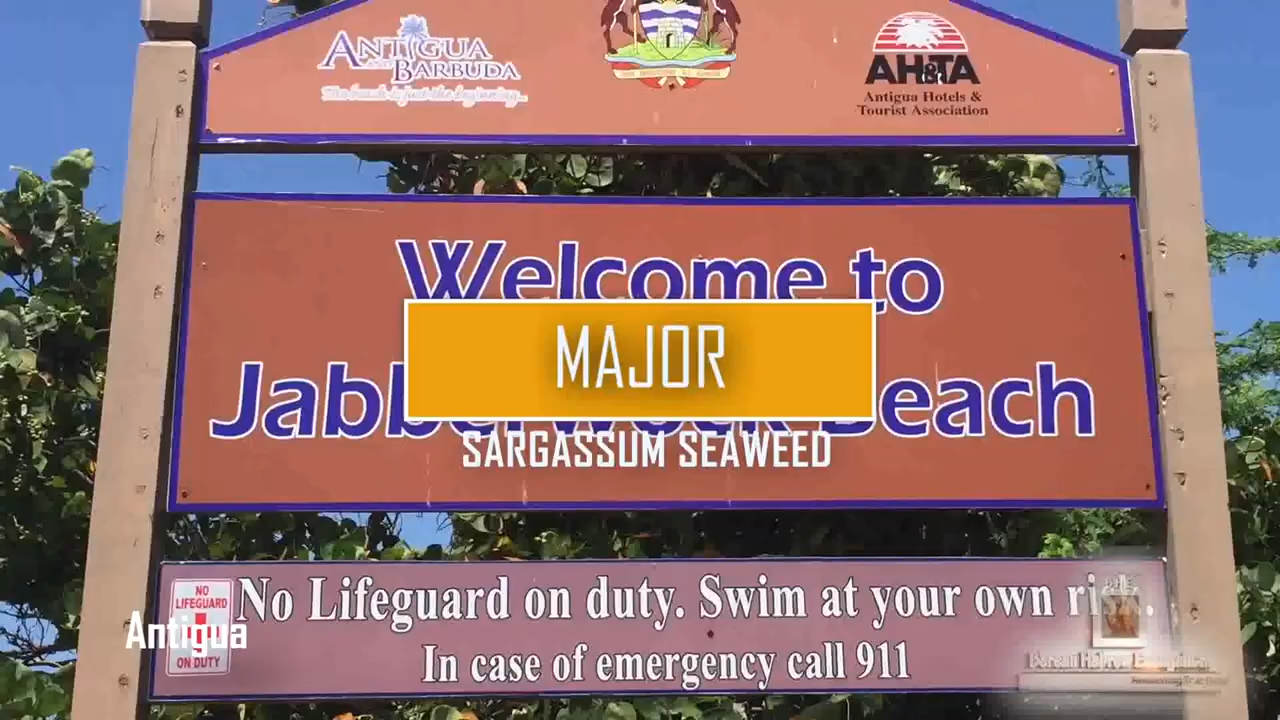 ANTIGUA
and
BARBUDA
The beach is just the beginning...
AH&TA
Antigua Hotels &
Tourist Association
Welcome to
MAJOR
Beach
SARGASSUM SEAWEED
NO
LIFEGUARD
ON DUTY
No Lifeguard on duty. Swim at your own risk.
In case of emergency call 911
Antigua